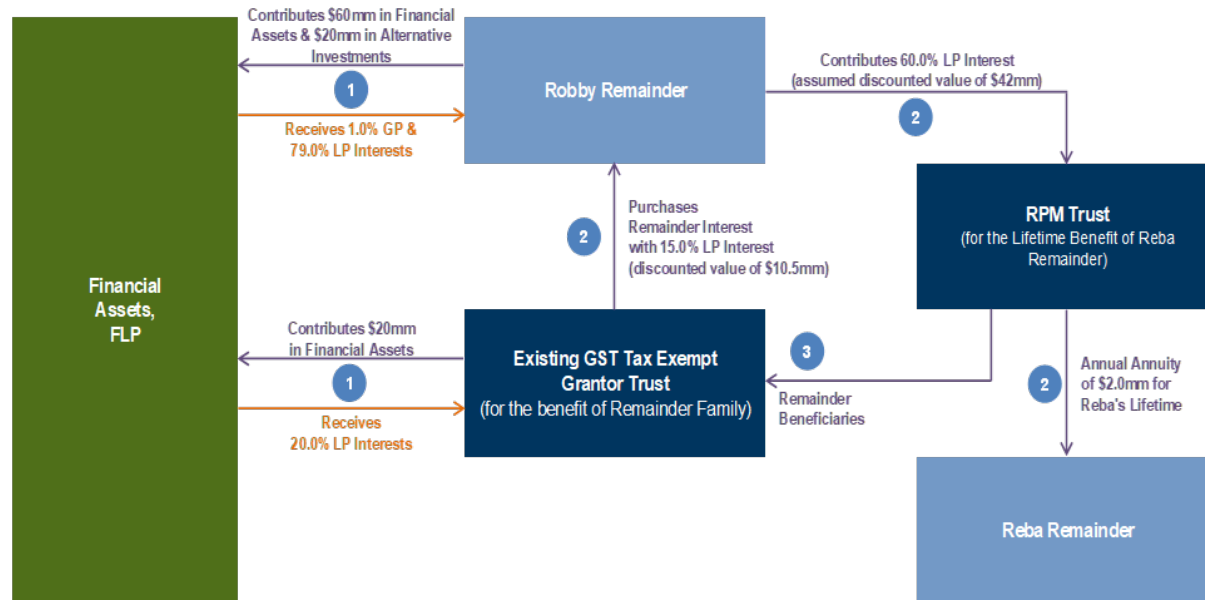 Contributes $60mm in Financial
Assets & $20mm in Alternative
Investments
1
Receives 1.0% GP &
79.0% LP Interests
Robby Remainder
Contributes 60.0% LP Interest
(assumed discounted value of $42mm)
2
RPM Trust
(for the Lifetime Benefit of Reba
Remainder)
2
Purchases
Remainder Interest
with 15.0% LP Interest
(discounted value of $10.5mm)
Financial
Assets,
FLP
Contributes $20mm
in Financial Assets
1
Receives
20.0% LP Interests
Existing GST Tax Exempt
Grantor Trust
(for the benefit of Remainder Family)
3
Remainder
Beneficiaries
2
Annual Annuity
of $2.0mm for
Reba's Lifetime
Reba Remainder